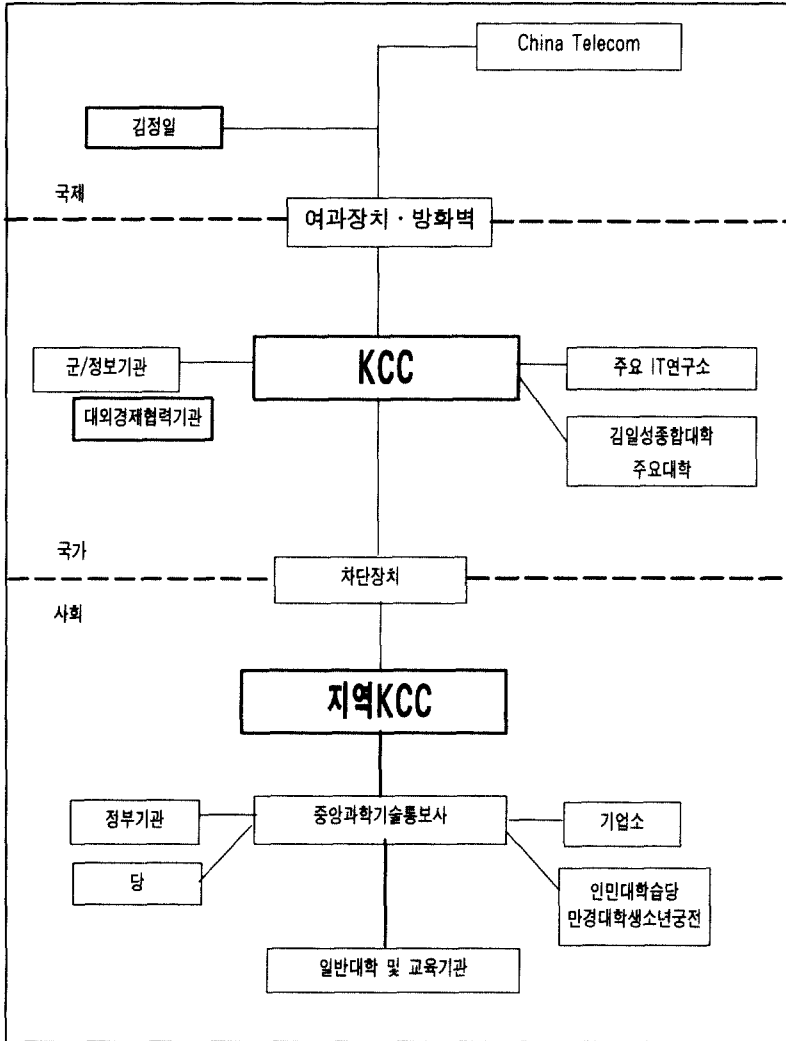 China Telecom
김정일
국제
여과장치·방화벽
군/정보기관
KCC
주요 IT연구소
대외경제협력기관
김일성종합대학
주요대학
국가
차단장치
사회
지역KCC
정부기관
중앙과학기술통보사
기업소
당
인민대학습당
만경대학생소년궁전
일반대학 및 교육기관